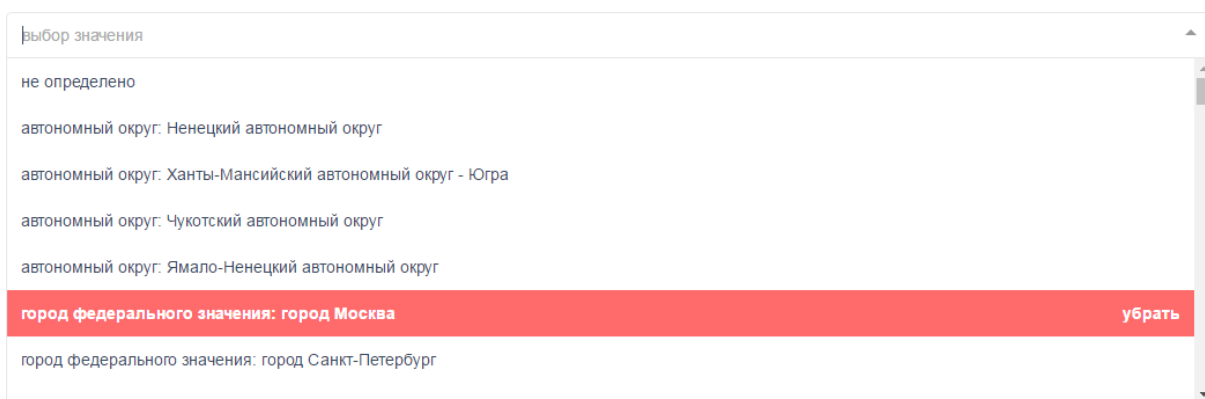 выбор значения
не определено
автономный округ: Ненецкий автономный округ
автономный округ: Ханты-Мансийский автономный округ - Югра
автономный округ: Чукотский автономный округ
автономный округ: Ямало-Ненецкий автономный округ
город федерального значения: город Москва убрать
город федерального значения: город Санкт-Петербург